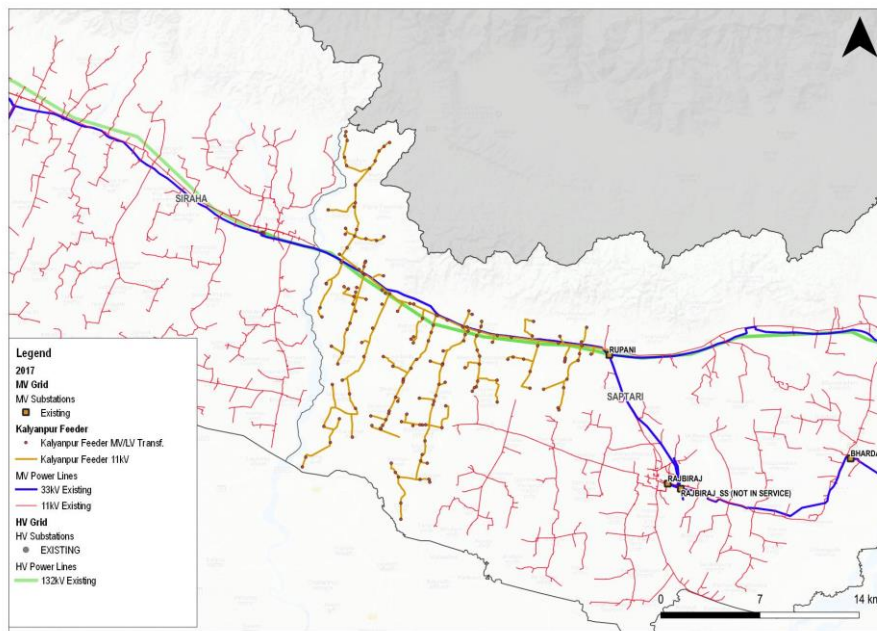 SIRAHA
RUPANI
SAPTARI
RAJBIRAJ
RAJBIRAJ SS (NOT IN SERVICE)
BHARDA
Legend
2017
MV Grid
MV Substations
Existing
Kalyanpur Feeder
Kalyanpur Feeder MV/LV Transf.
Kalyanpur Feeder 11kV
MV Power Lines
33kV Existing
11kV Existing
HV Grid
HV Substations
EXISTING
HV Power Lines
132kV Existing
0 7 14 km